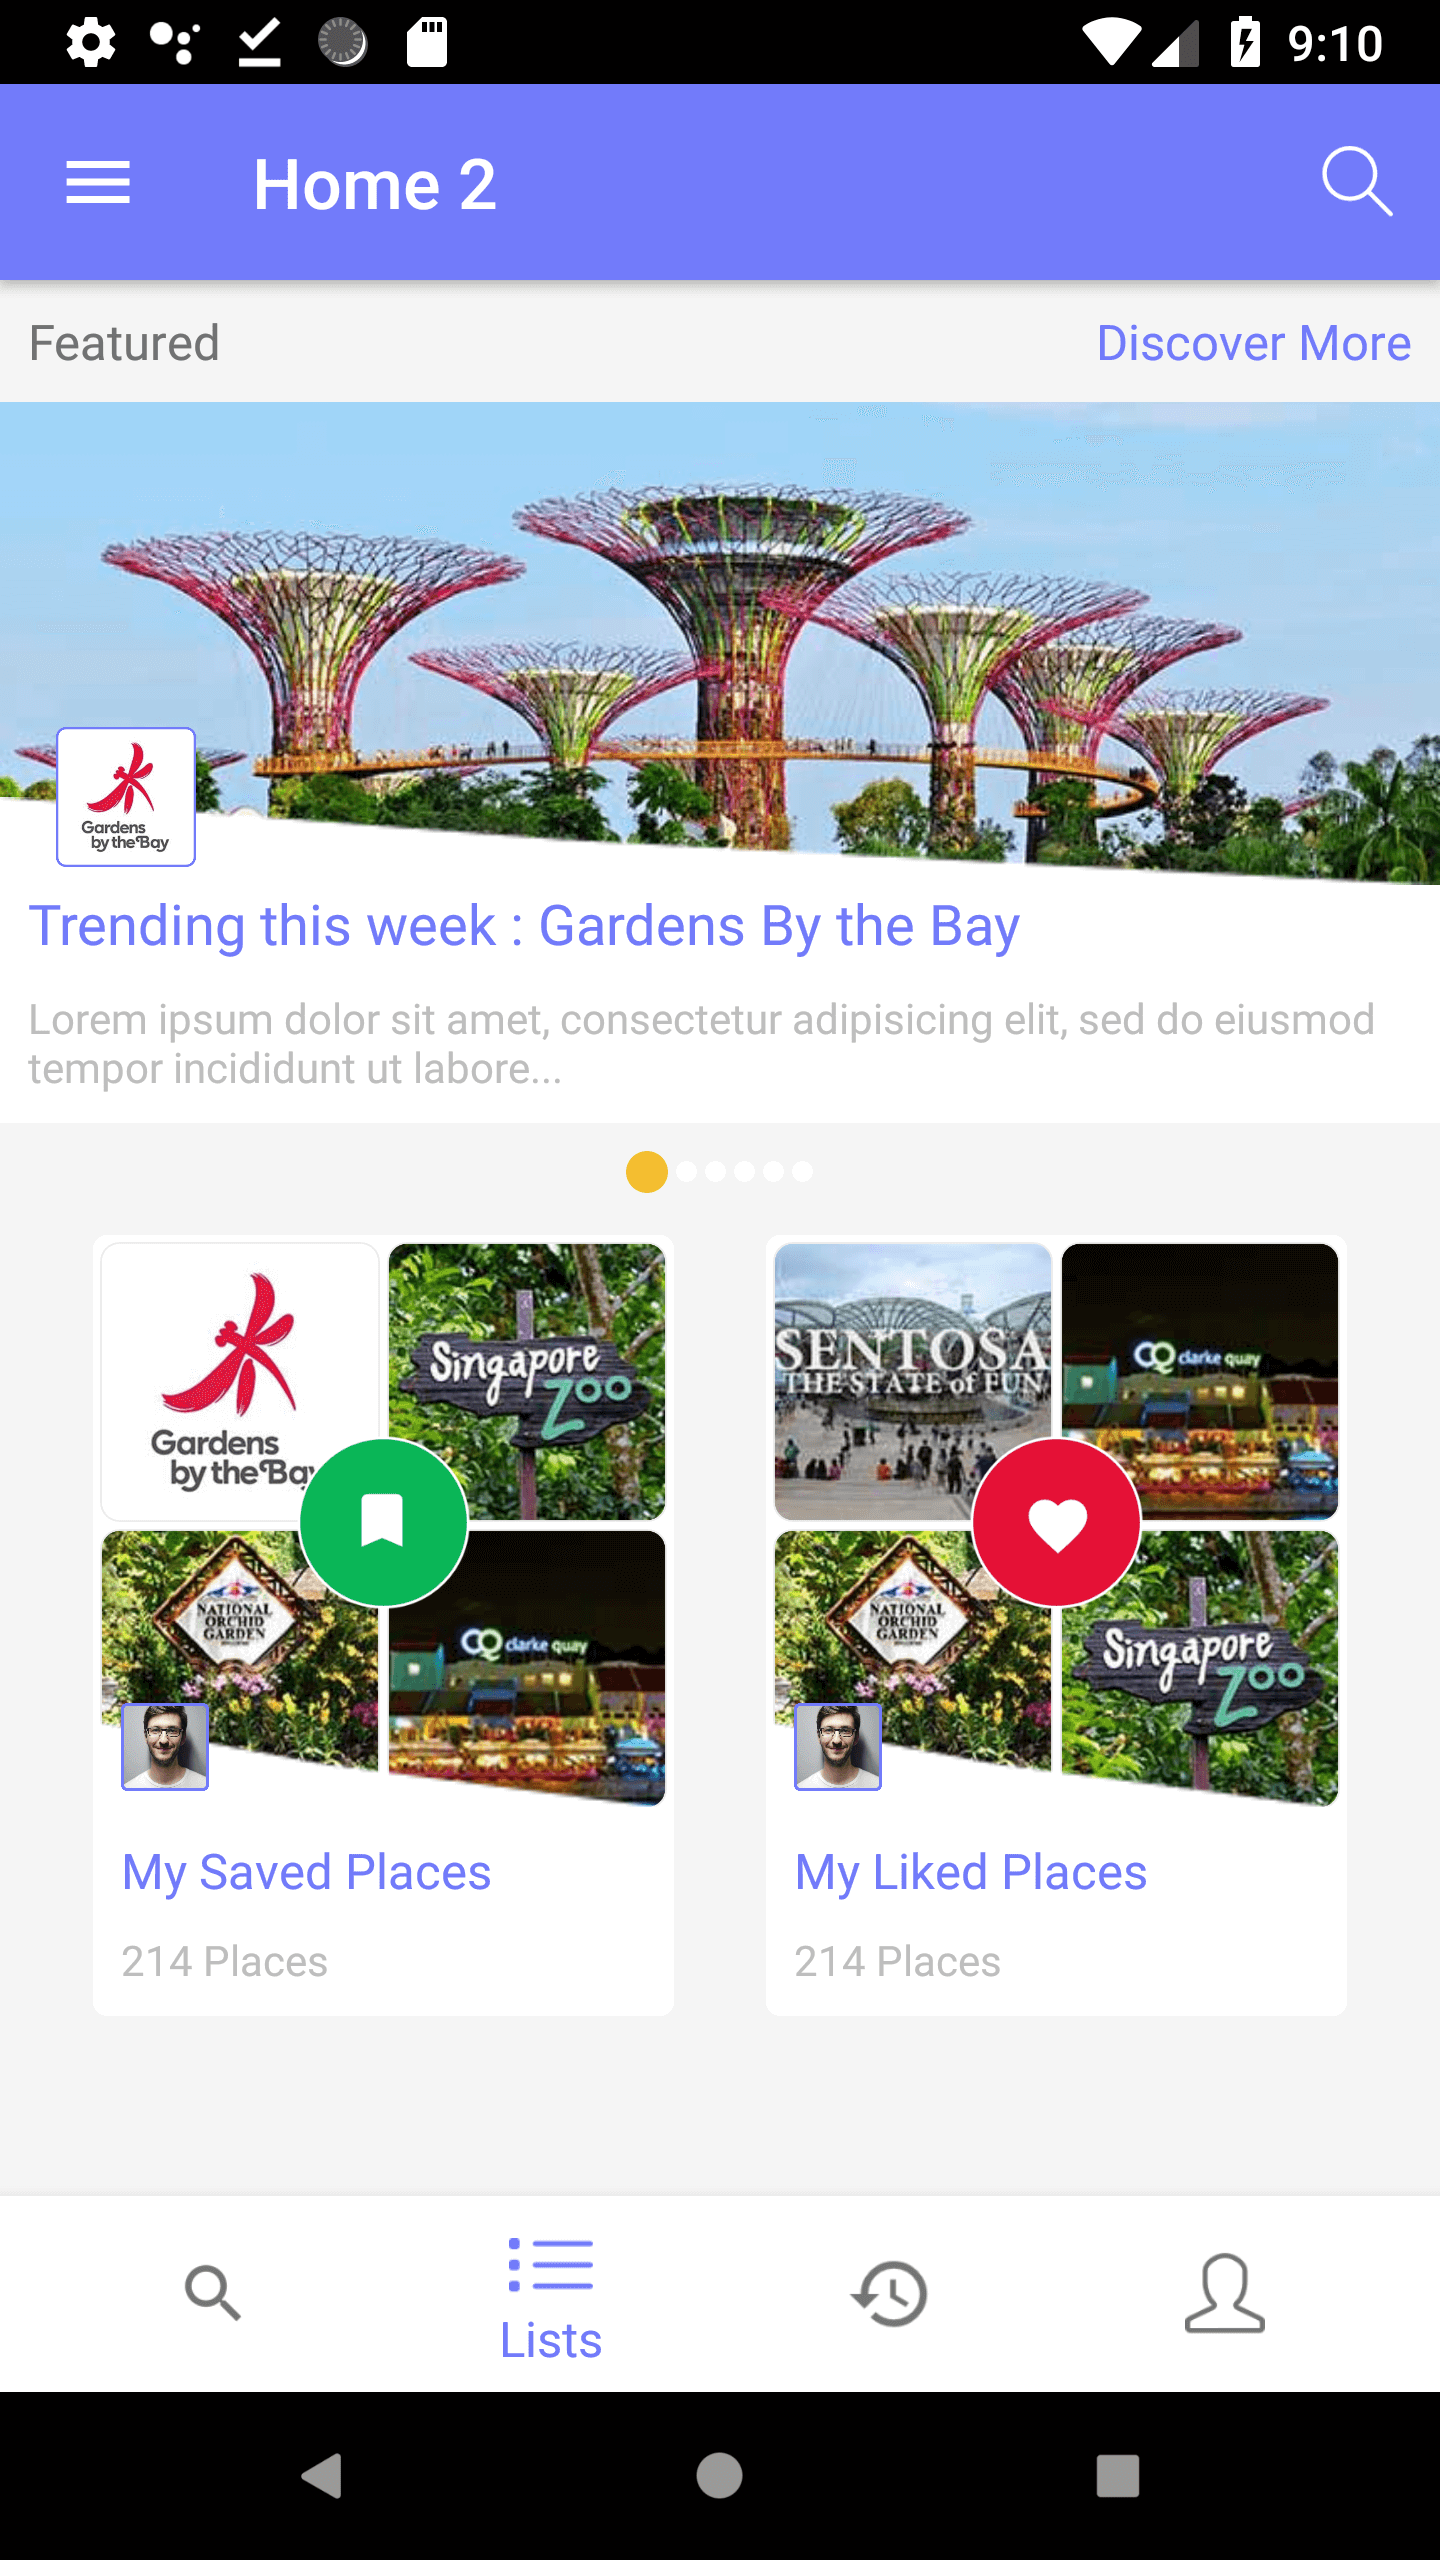 9:10
Home 2
Featured
Discover More
Gardens
by the Bay
Trending this week : Gardens By the Bay
Lorem ipsum dolor sit amet, consectetur adipisicing elit, sed do eiusmod
tempor incididunt ut labore...
Gardens
by the Bay
Singapore
Zoo
SENTOSA
THE STATE of FUN
CQ clarke quay
NATIONAL
ORCHID
GARDEN
CQ clarke quay
NATIONAL
ORCHID
GARDEN
Singapore
Zoo
My Saved Places
214 Places
My Liked Places
214 Places
Lists